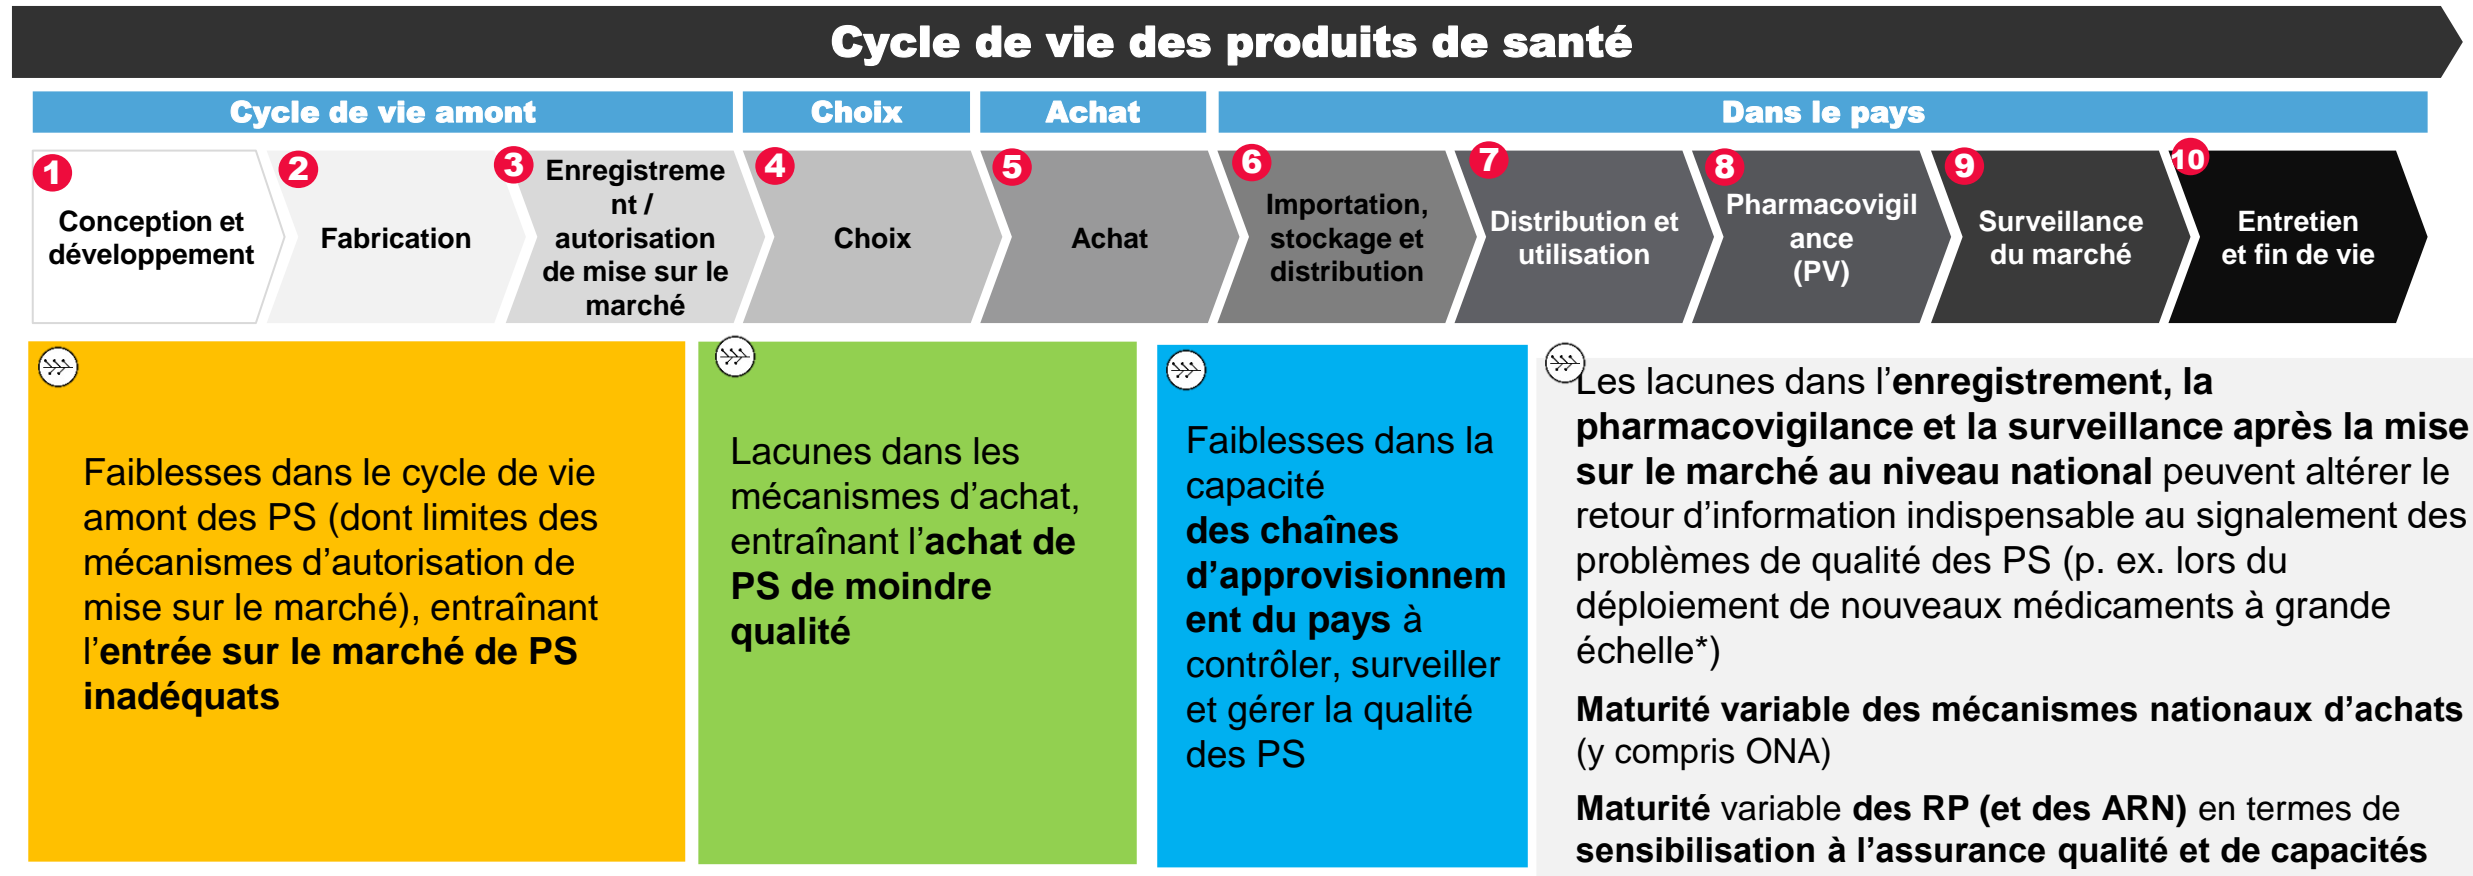 Cycle de vie des produits de santé
Cycle de vie amont
Choix
Achat
Dans le pays
1
Conception et
développement
2
Fabrication
3
Enregistreme
nt /
autorisation
de mise sur le
marché
4
Choix
5
Achat
6
Importation,
stockage et
distribution
7
Distribution et
utilisation
8
Pharmacovigil
ance
(PV)
9
Surveillance
du marché
10
Entretien
et fin de vie
Faiblesses dans le cycle de vie
amont des PS (dont limites des
mécanismes d’autorisation de
mise sur le marché), entraînant
l’entrée sur le marché de PS
inadéquats
Lacunes dans les
mécanismes d’achat,
entraînant l’achat de
PS de moindre
qualité
Faiblesses dans la
capacité
des chaînes
d’approvisionnem
ent du pays à
contrôler, surveiller
et gérer la qualité
des PS
Les lacunes dans l’enregistrement, la
pharmacovigilance et la surveillance après la mise
sur le marché au niveau national peuvent altérer le
retour d’information indispensable au signalement des
problèmes de qualité des PS (p. ex. lors du
déploiement de nouveaux médicaments à grande
échelle*)
Maturité variable des mécanismes nationaux d’achats
(y compris ONA)
Maturité variable des RP (et des ARN) en termes de
sensibilisation à l’assurance qualité et de capacités